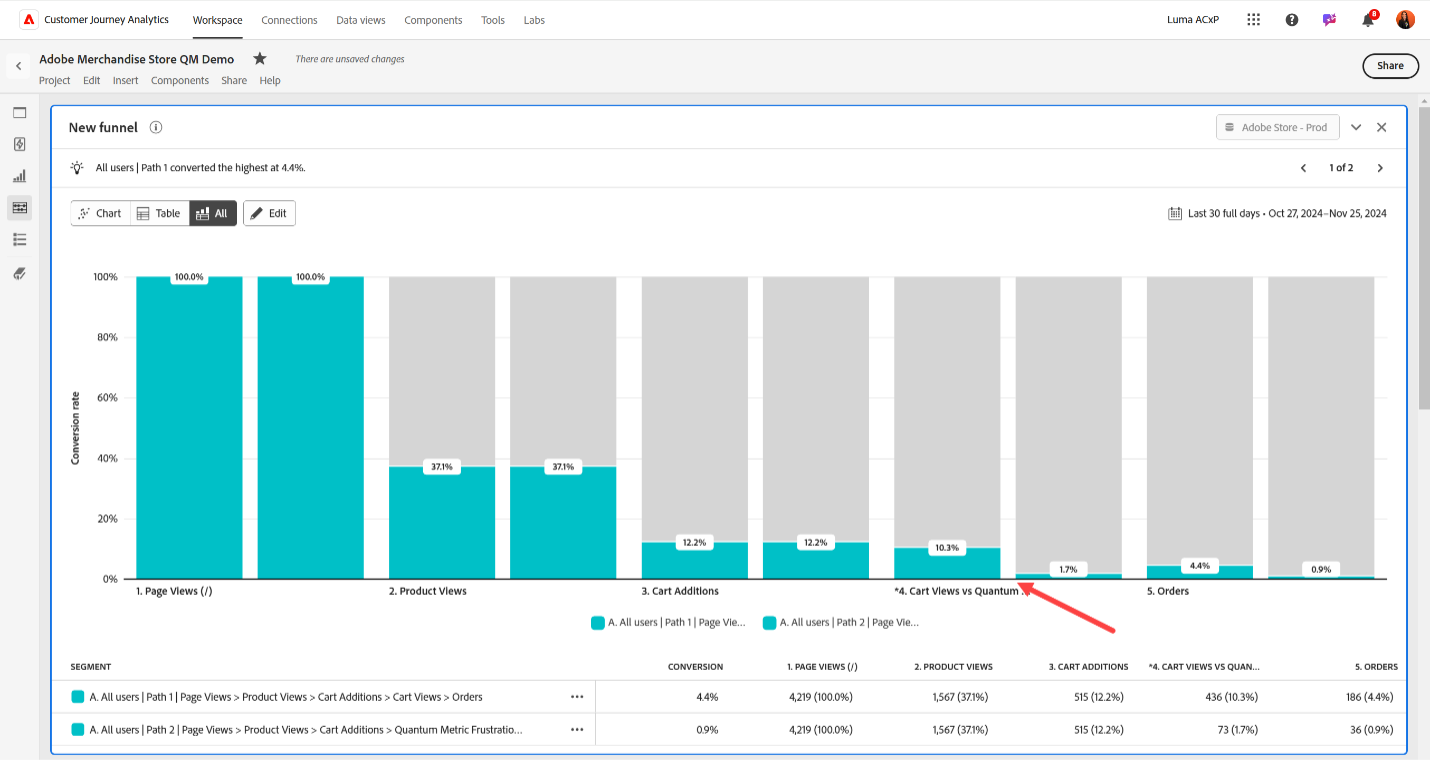 Customer Journey Analytics Workspace Connections Data views Components Tools Labs Luma ACxP 8
Adobe Merchandise Store QM Demo There are unsaved changes
Share
Project Edit Insert Components Share Help
New funnel Adobe Store - Prod
All users | Path 1 converted the highest at 4.4%. 1 of 2
Chart Table All Edit Last 30 full days • Oct 27, 2024–Nov 25, 2024
Conversion rate
100% 100.0% 100.0%
80%
60%
40% 37.1% 37.1%
20% 12.2% 12.2% 10.3% 1.7% 4.4% 0.9%
0%
1. Page Views (/) 2. Product Views 3. Cart Additions *4. Cart Views vs Quantum ... 5. Orders
A. All users | Path 1 | Page Vie... A. All users | Path 2 | Page Vie...
SEGMENT CONVERSION 1. PAGE VIEWS (/) 2. PRODUCT VIEWS 3. CART ADDITIONS *4. CART VIEWS VS QUAN... 5. ORDERS
A. All users | Path 1 | Page Views > Product Views > Cart Additions > Cart Views > Orders 4.4% 4,219 (100.0%) 1,567 (37.1%) 515 (12.2%) 436 (10.3%) 186 (4.4%)
A. All users | Path 2 | Page Views > Product Views > Cart Additions > Quantum Metric Frustratio... 0.9% 4,219 (100.0%) 1,567 (37.1%) 515 (12.2%) 73 (1.7%) 36 (0.9%)